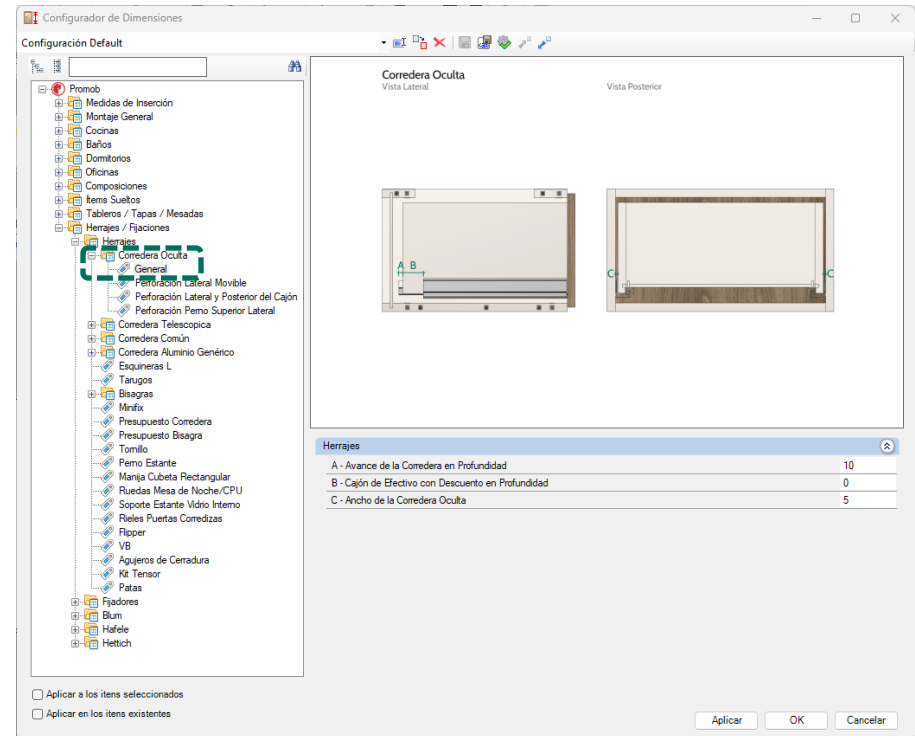 Configurador de Dimensiones
Configuración Default
Promob
Medidas de Inserción
Montaje General
Cocinas
Baños
Dormitorios
Oficinas
Composiciones
Items Sueltos
Tableros / Tapas / Mesadas
Herrajes / Fijaciones
Herrajes
Corredera Oculta
General
Perforación Lateral Movible
Perforación Lateral y Posterior del Cajón
Perforación Perno Superior Lateral
Corredera Telescopica
Corredera Común
Corredera Aluminio Genérico
Esquineras L
Tarugos
Bisagras
Minifix
Presupuesto Corredera
Presupuesto Bisagra
Tornillo
Perno Estante
Manija Cubeta Rectangular
Ruedas Mesa de Noche/CPU
Soporte Estante Vidrio Interno
Rieles Puertas Corredizas
Flipper
VB
Agujeros de Cerradura
Kit Tensor
Patas
Fijadores
Blum
Hafele
Hettich
Aplicar a los itens seleccionados
Aplicar en los itens existentes
Corredera Oculta
Vista Lateral Vista Posterior
A B
C C
Herrajes
A - Avance de la Corredera en Profundidad 10
B - Cajón de Efectivo con Descuento en Profundidad 0
C - Ancho de la Corredera Oculta 5
Aplicar OK Cancelar